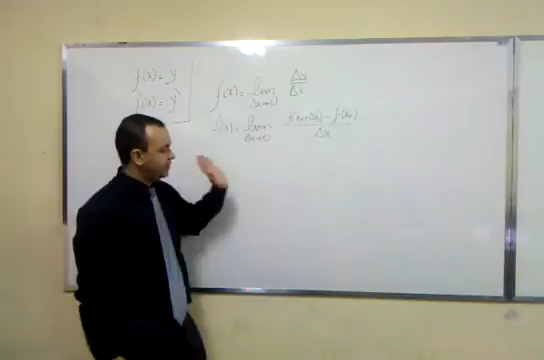 f(x) = y
f'(x) = y'
f'(x) = lim Δx→0 Δy/Δx
f'(x) = lim Δx→0 f(x₀+Δx) - f(x₀)/Δx